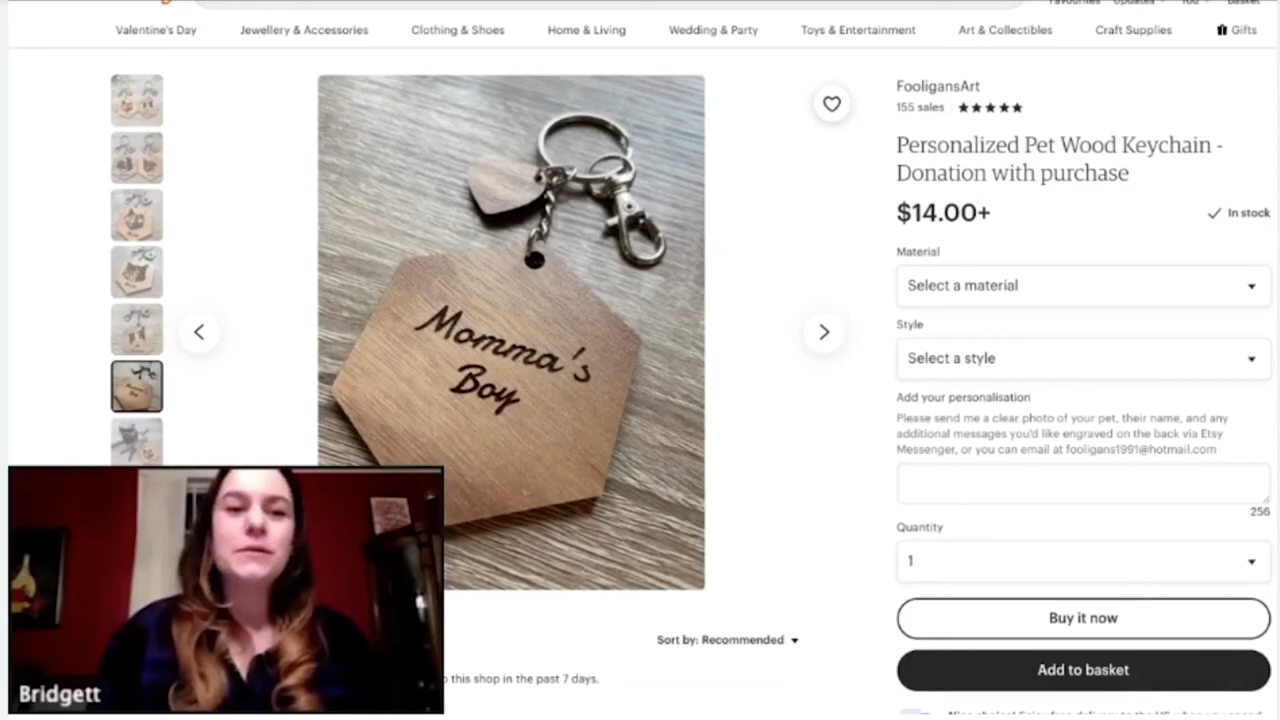 Favourites Updates You Basket
Valentine's Day Jewellery & Accessories Clothing & Shoes Home & Living Wedding & Party Toys & Entertainment Art & Collectibles Craft Supplies Gifts
FooligansArt
155 sales
Personalized Pet Wood Keychain -
Donation with purchase
$14.00+ In stock
Material
Select a material
Style
Select a style
Add your personalisation
Please send me a clear photo of your pet, their name, and any
additional messages you'd like engraved on the back via Etsy
Messenger, or you can email at fooligans1991@hotmail.com
256
Quantity
1
Buy it now
Add to basket
Momma's
Boy
Sort by: Recommended
this shop in the past 7 days.
Bridgett